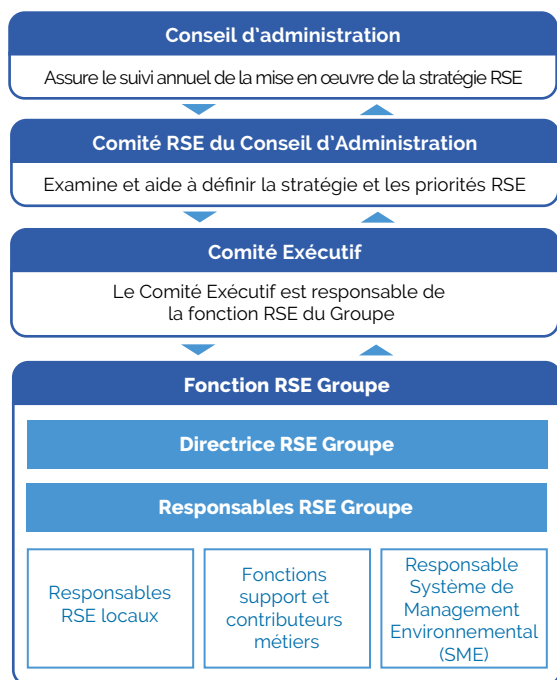 Conseil d'administration
Assure le suivi annuel de la mise en œuvre de la stratégie RSE
Comité RSE du Conseil d'Administration
Examine et aide à définir la stratégie et les priorités RSE
Comité Exécutif
Le Comité Exécutif est responsable de
la fonction RSE du Groupe
Fonction RSE Groupe
Directrice RSE Groupe
Responsables RSE Groupe
Responsables
RSE locaux
Fonctions
support et
contributeurs
métiers
Responsable
Système de
Management
Environnemental
(SME)